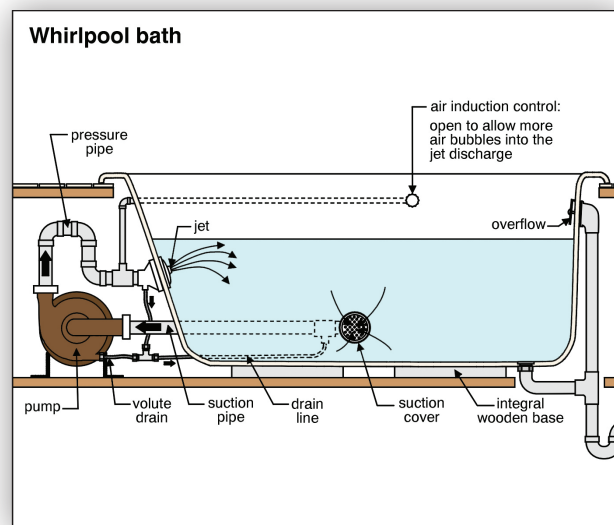 Whirlpool bath
air induction control:
open to allow more
air bubbles into the
jet discharge
pressure
pipe
jet
overflow
pump
volute
drain
suction
pipe
drain
line
suction
cover
integral
wooden base